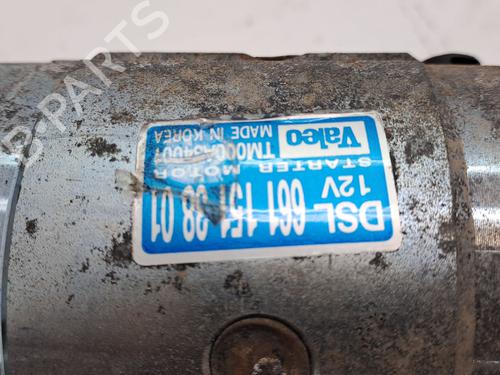 DSL 661 151 38 01
12V STARTER MOTOR
Valeo
MADE IN KOREA
B-PARTS